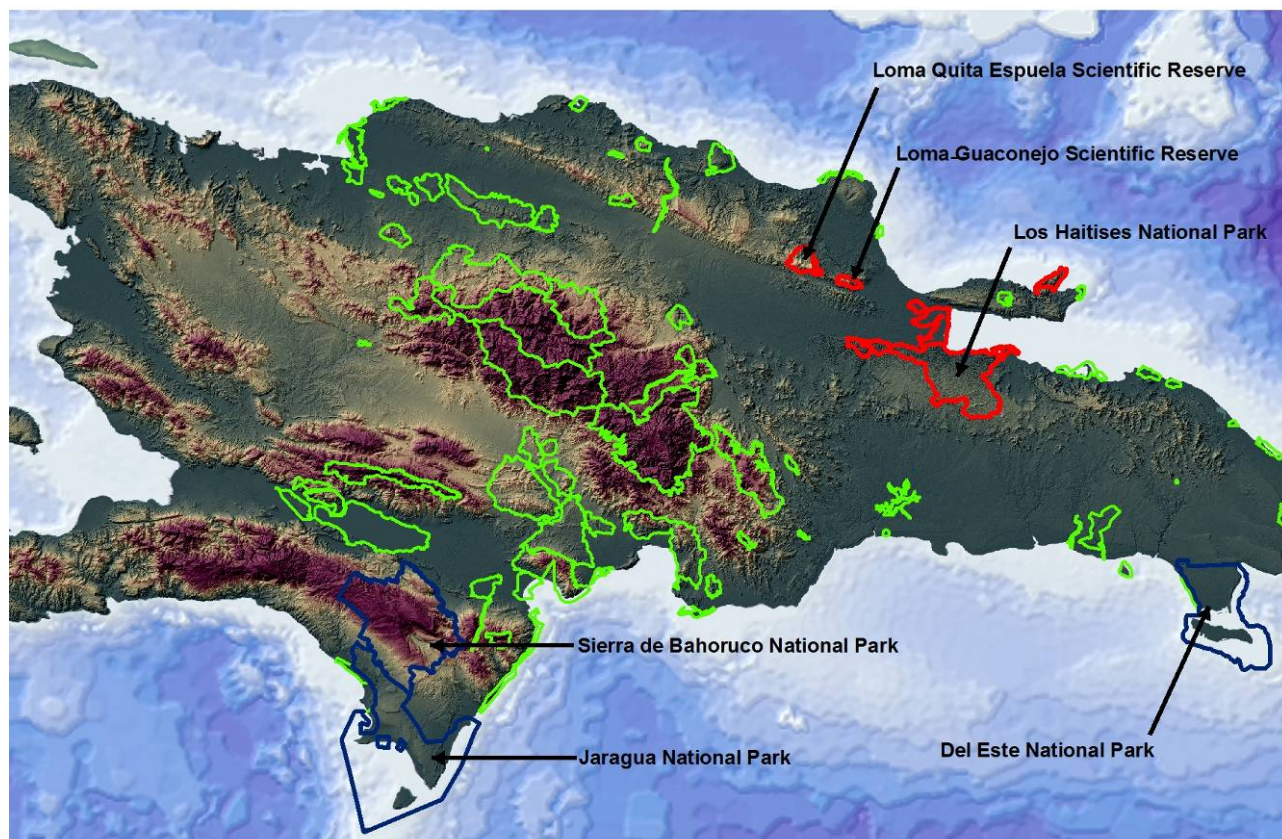 Loma Quita Espuela Scientific Reserve
Loma Guaconejo Scientific Reserve
Los Haitises National Park
Sierra de Bahoruco National Park
Del Este National Park
Jaragua National Park